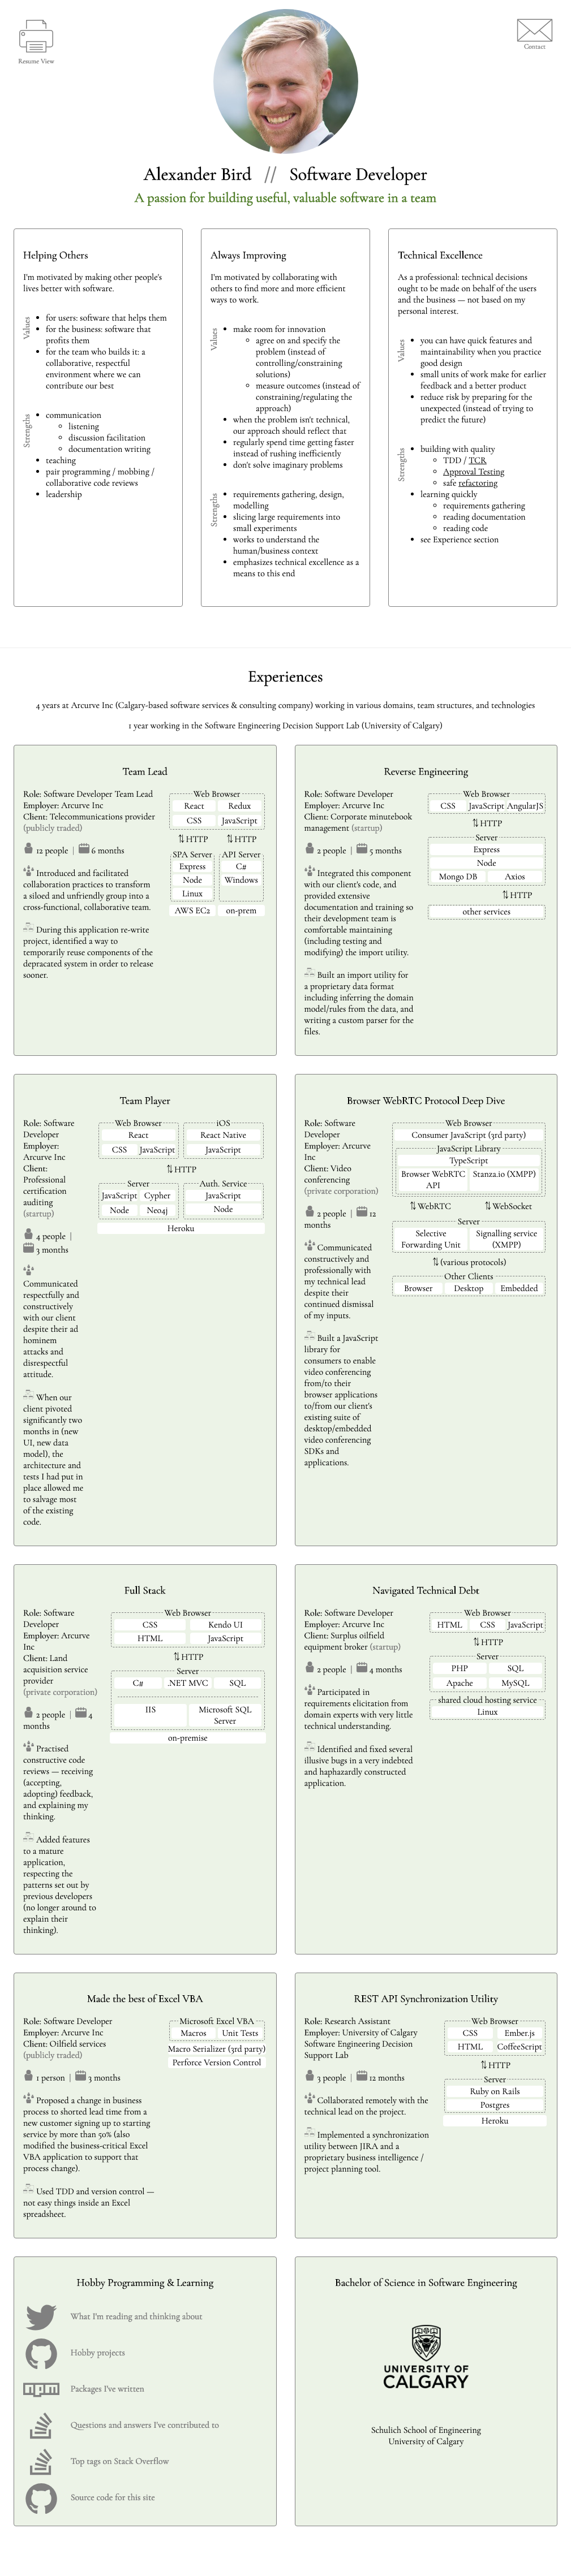 Resume View
Contact
Alexander Bird // Software Developer
A passion for building useful, valuable software in a team
Helping Others
I'm motivated by making other people's
lives better with software.
Values
for users: software that helps them
for the business: software that
profits them
for the team who builds it: a
collaborative, respectful
environment where we can
contribute our best
Strengths
communication
listening
discussion facilitation
documentation writing
teaching
pair programming / mobbing /
collaborative code reviews
leadership
Always Improving
I'm motivated by collaborating with
others to find more and more efficient
ways to work.
Values
make room for innovation
agree on and specify the
problem (instead of
controlling/constraining
solutions)
measure outcomes (instead of
constraining/regulating the
approach)
when the problem isn't technical,
our approach should reflect that
regularly spend time getting faster
instead of rushing inefficiently
don't solve imaginary problems
Strengths
requirements gathering, design,
modelling
slicing large requirements into
small experiments
works to understand the
human/business context
emphasizes technical excellence as a
means to this end
Technical Excellence
As a professional: technical decisions
ought to be made on behalf of the users
and the business — not based on my
personal interest.
Values
you can have quick features and
maintainability when you practice
good design
small units of work make for earlier
feedback and a better product
reduce risk by preparing for the
unexpected (instead of trying to
predict the future)
Strengths
building with quality
TDD / TCR
Approval Testing
safe refactoring
learning quickly
requirements gathering
reading documentation
reading code
see Experience section
Experiences
4 years at Arcurve Inc (Calgary-based software services & consulting company) working in various domains, team structures, and technologies
1 year working in the Software Engineering Decision Support Lab (University of Calgary)
Team Lead
Role: Software Developer Team Lead
Employer: Arcurve Inc
Client: Telecommunications provider
(publicly traded)
12 people | 6 months
Introduced and facilitated
collaboration practices to transform
a siloed and unfriendly group into a
cross-functional, collaborative team.
During this application re-write
project, identified a way to
temporarily reuse components of the
depracated system in order to release
sooner.
Web Browser
React Redux
CSS JavaScript
⇅ HTTP ⇅ HTTP
SPA Server API Server
Express C#
Node Windows
Linux
AWS EC2 on-prem
Reverse Engineering
Role: Software Developer
Employer: Arcurve Inc
Client: Corporate minutebook
management (startup)
2 people | 5 months
Integrated this component
with our client's code, and
provided extensive
documentation and training so
their development team is
comfortable maintaining
(including testing and
modifying) the import utility.
Built an import utility for
a proprietary data format
including inferring the domain
model/rules from the data, and
writing a custom parser for the
files.
Web Browser
CSS JavaScript AngularJS
⇅ HTTP
Server
Express
Node
Mongo DB Axios
⇅ HTTP
other services
Team Player
Role: Software
Developer
Employer:
Arcurve Inc
Client:
Professional
certification
auditing
(startup)
4 people |
3 months
Communicated
respectfully and
constructively
with our client
despite their ad
hominem
attacks and
disrespectful
attitude.
When our
client pivoted
significantly two
months in (new
UI, new data
model), the
architecture and
tests I had put in
place allowed me
to salvage most
of the existing
code.
Web Browser iOS
React React Native
CSS JavaScript JavaScript
⇅ HTTP
Server Auth. Service
JavaScript Cypher JavaScript
Node Neo4j Node
Heroku
Browser WebRTC Protocol Deep Dive
Role: Software
Developer
Employer: Arcurve
Inc
Client: Video
conferencing
(private corporation)
2 people | 12
months
Communicated
constructively and
professionally with
my technical lead
despite their
continued dismissal
of my inputs.
Built a JavaScript
library for
consumers to enable
video conferencing
from/to their
browser applications
to/from our client's
existing suite of
desktop/embedded
video conferencing
SDKs and
applications.
Web Browser
Consumer JavaScript (3rd party)
JavaScript Library
TypeScript
Browser WebRTC Stanza.io (XMPP)
API
⇅ WebRTC ⇅ WebSocket
Server
Selective Signalling service
Forwarding Unit (XMPP)
⇅ (various protocols)
Other Clients
Browser Desktop Embedded
Full Stack
Role: Software
Developer
Employer: Arcurve
Inc
Client: Land
acquisition service
provider
(private corporation)
2 people | 4
months
Practised
constructive code
reviews — receiving
(accepting,
adopting) feedback,
and explaining my
thinking.
Added features
to a mature
application,
respecting the
patterns set out by
previous developers
(no longer around to
explain their
thinking).
Web Browser
CSS Kendo UI
HTML JavaScript
⇅ HTTP
Server
C# .NET MVC SQL
IIS Microsoft SQL
Server
on-premise
Navigated Technical Debt
Role: Software Developer
Employer: Arcurve Inc
Client: Surplus oilfield
equipment broker (startup)
2 people | 4 months
Participated in
requirements elicitation from
domain experts with very little
technical understanding.
Identified and fixed several
illusive bugs in a very indebted
and haphazardly constructed
application.
Web Browser
HTML CSS JavaScript
⇅ HTTP
Server
PHP SQL
Apache MySQL
shared cloud hosting service
Linux
Made the best of Excel VBA
Role: Software Developer
Employer: Arcurve Inc
Client: Oilfield services
(publicly traded)
1 person | 3 months
Proposed a change in business
process to shorted lead time from a
new customer signing up to starting
service by more than 50% (also
modified the business-critical Excel
VBA application to support that
process change).
Used TDD and version control —
not easy things inside an Excel
spreadsheet.
Microsoft Excel VBA
Macros Unit Tests
Macro Serializer (3rd party)
Perforce Version Control
REST API Synchronization Utility
Role: Research Assistant
Employer: University of Calgary
Software Engineering Decision
Support Lab
3 people | 12 months
Collaborated remotely with the
technical lead on the project.
Implemented a synchronization
utility between JIRA and a
proprietary business intelligence /
project planning tool.
Web Browser
CSS Ember.js
HTML CoffeeScript
⇅ HTTP
Server
Ruby on Rails
Postgres
Heroku
Hobby Programming & Learning
What I'm reading and thinking about
Hobby projects
npm Packages I've written
Questions and answers I've contributed to
Top tags on Stack Overflow
Source code for this site
Bachelor of Science in Software Engineering
UNIVERSITY OF
CALGARY
Schulich School of Engineering
University of Calgary